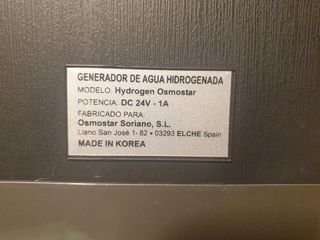 GENERADOR DE AGUA HIDROGENADA
MODELO: Hydrogen Osmostar
POTENCIA: DC 24V - 1A
FABRICADO PARA:
Osmostar Soriano, S.L.
Llano San José 1- 82 • 03293 ELCHE Spain
MADE IN KOREA